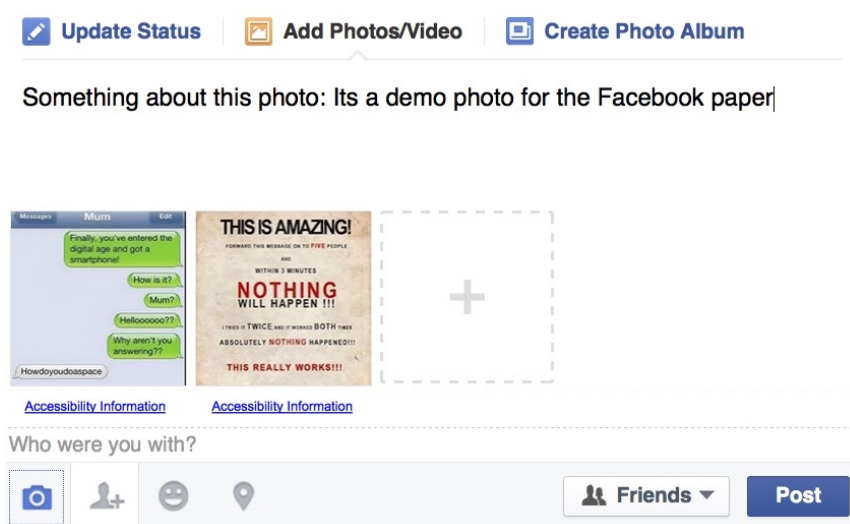 Update Status
Add Photos/Video
Create Photo Album
Something about this photo: Its a demo photo for the Facebook paper
Messages
Mum
Edit
Finally, you've entered the
digital age and got a
smartphone!
How is it?
Mum?
Helloooooo??
Why aren't you
answering??
Howdoyoudoaspace
THIS IS AMAZING!
FORWARD THIS MESSAGE ON TO FIVE PEOPLE
AND
WITHIN 3 MINUTES
NOTHING
WILL HAPPEN !!!
I TRIED IT TWICE AND IT WORKED BOTH TIMES
ABSOLUTELY NOTHING HAPPENED!!!
THIS REALLY WORKS!!!
Accessibility Information
Accessibility Information
Who were you with?
Friends
Post